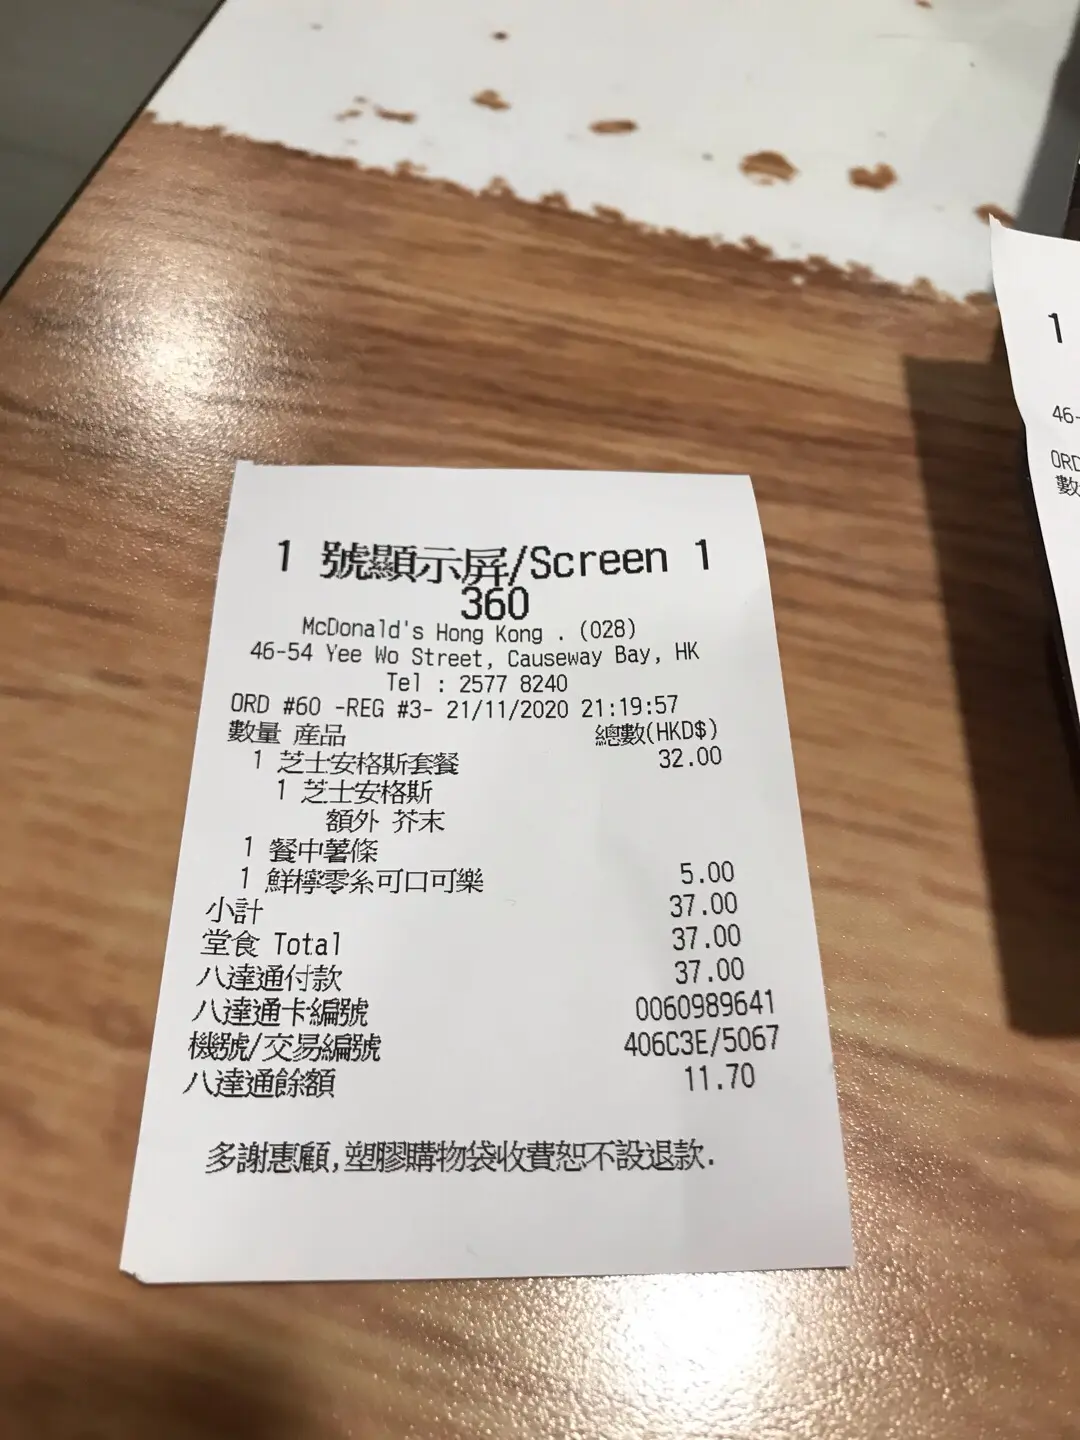 1 號顯示屏/Screen 1
360
McDonald's Hong Kong . (028)
46-54 Yee Wo Street, Causeway Bay, HK
Tel : 2577 8240
ORD #60 -REG #3- 21/11/2020 21:19:57
數量 產品 總數(HKD$)
1 芝士安格斯套餐 32.00
1 芝士安格斯
額外 芥末
1 餐中薯條
1 鮮檸零系可口可樂 5.00
小計 37.00
堂食 Total 37.00
八達通付款 37.00
八達通卡編號 0060989641
機號/交易編號 406C3E/5067
八達通餘額 11.70
多謝惠顧,塑膠購物袋收費恕不設退款.
1
46-
ORD
數